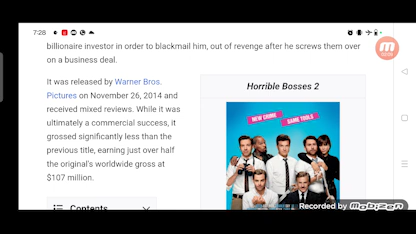 7:28
billionaire investor in order to blackmail him, out of revenge after he screws them over
on a business deal.
It was released by Warner Bros.
Pictures on November 26, 2014 and
received mixed reviews. While it was
ultimately a commercial success, it
grossed significantly less than the
previous title, earning just over half
the original's worldwide gross at
$107 million.
Contents
Horrible Bosses 2
NEW CRIME
SAME TOOLS
Recorded by Mobizen